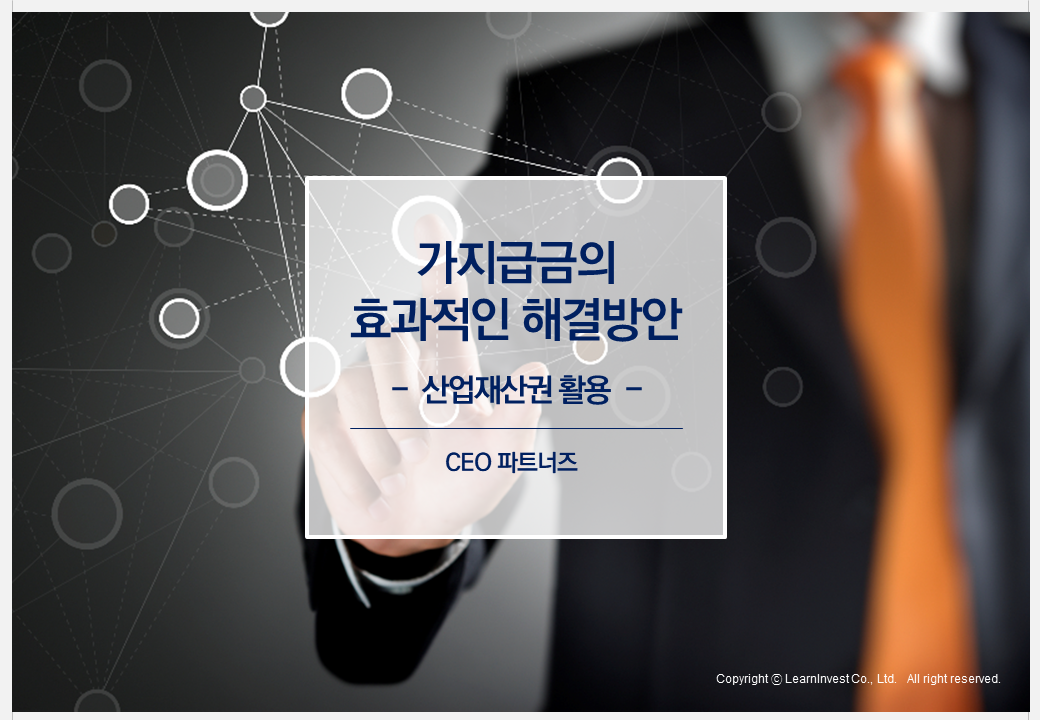 가지급금의
효과적인 해결방안
- 산업재산권 활용 -
CEO 파트너즈
Copyright ⓒ LearnInvest Co., Ltd. All right reserved.